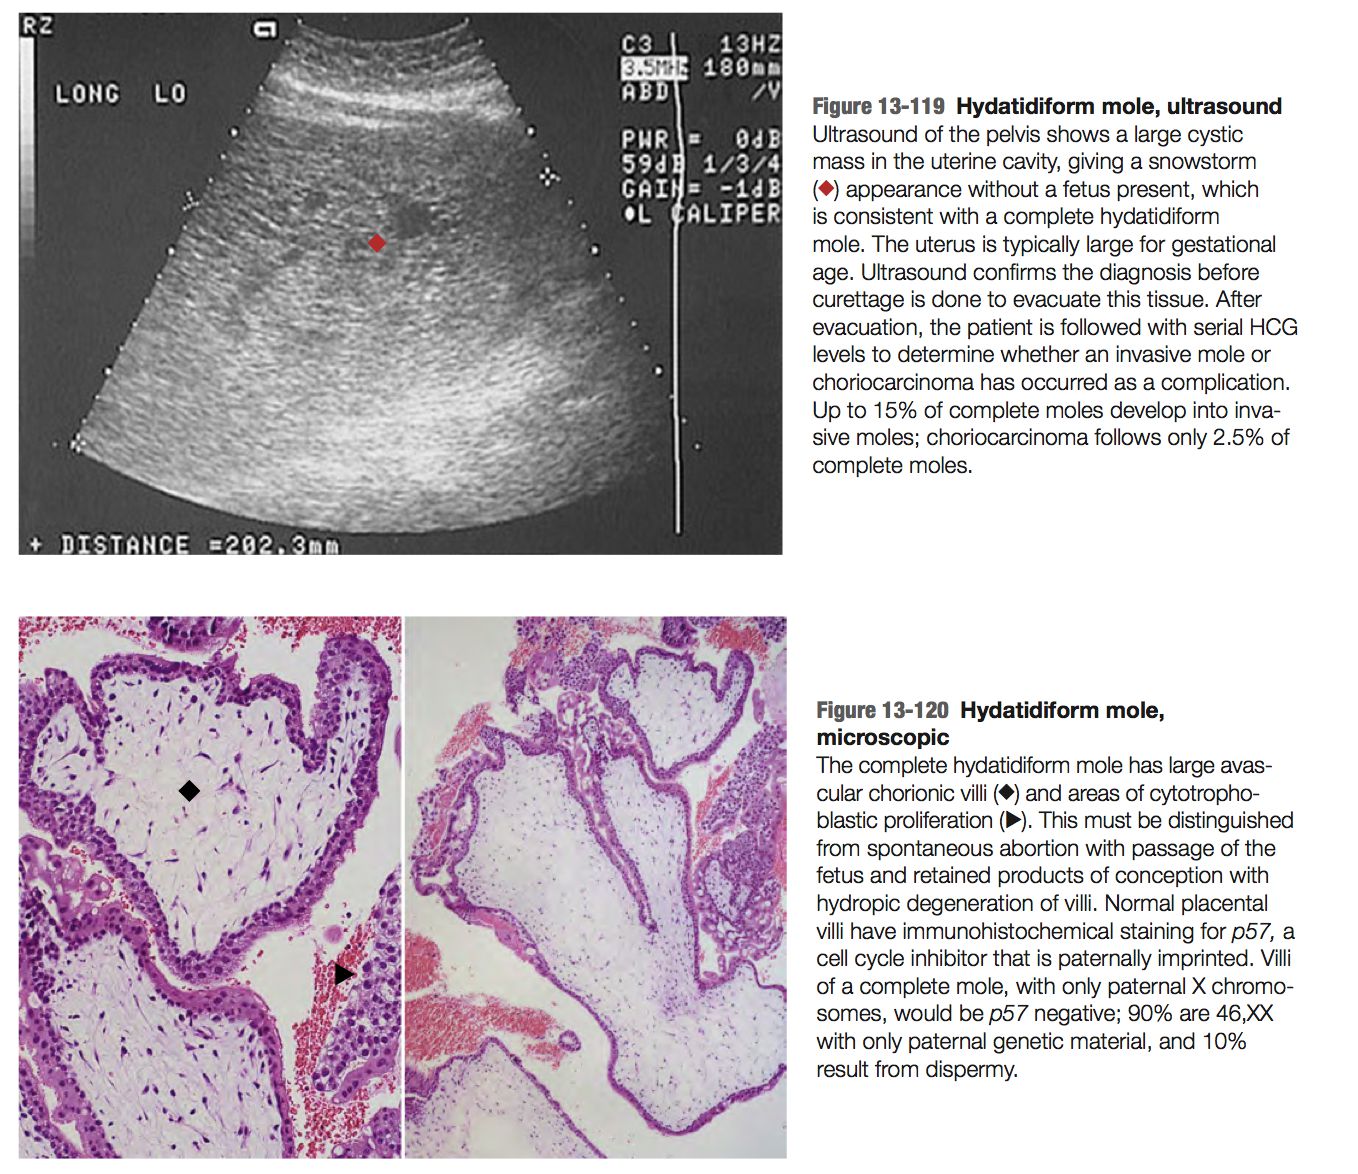 RZ
LONG LO
C3 13HZ
3.5MHz 180mm
ABD /V
PWR = 0dB
59dB 1/3/4
GAIN= -1dB
●L CALIPER
+ DISTANCE =202.3mm
Figure 13-119 Hydatidiform mole, ultrasound
Ultrasound of the pelvis shows a large cystic
mass in the uterine cavity, giving a snowstorm
(◆) appearance without a fetus present, which
is consistent with a complete hydatidiform
mole. The uterus is typically large for gestational
age. Ultrasound confirms the diagnosis before
curettage is done to evacuate this tissue. After
evacuation, the patient is followed with serial HCG
levels to determine whether an invasive mole or
choriocarcinoma has occurred as a complication.
Up to 15% of complete moles develop into inva-
sive moles; choriocarcinoma follows only 2.5% of
complete moles.
Figure 13-120 Hydatidiform mole,
microscopic
The complete hydatidiform mole has large avas-
cular chorionic villi (◆) and areas of cytotropho-
blastic proliferation (▶). This must be distinguished
from spontaneous abortion with passage of the
fetus and retained products of conception with
hydropic degeneration of villi. Normal placental
villi have immunohistochemical staining for p57, a
cell cycle inhibitor that is paternally imprinted. Villi
of a complete mole, with only paternal X chromo-
somes, would be p57 negative; 90% are 46,XX
with only paternal genetic material, and 10%
result from dispermy.